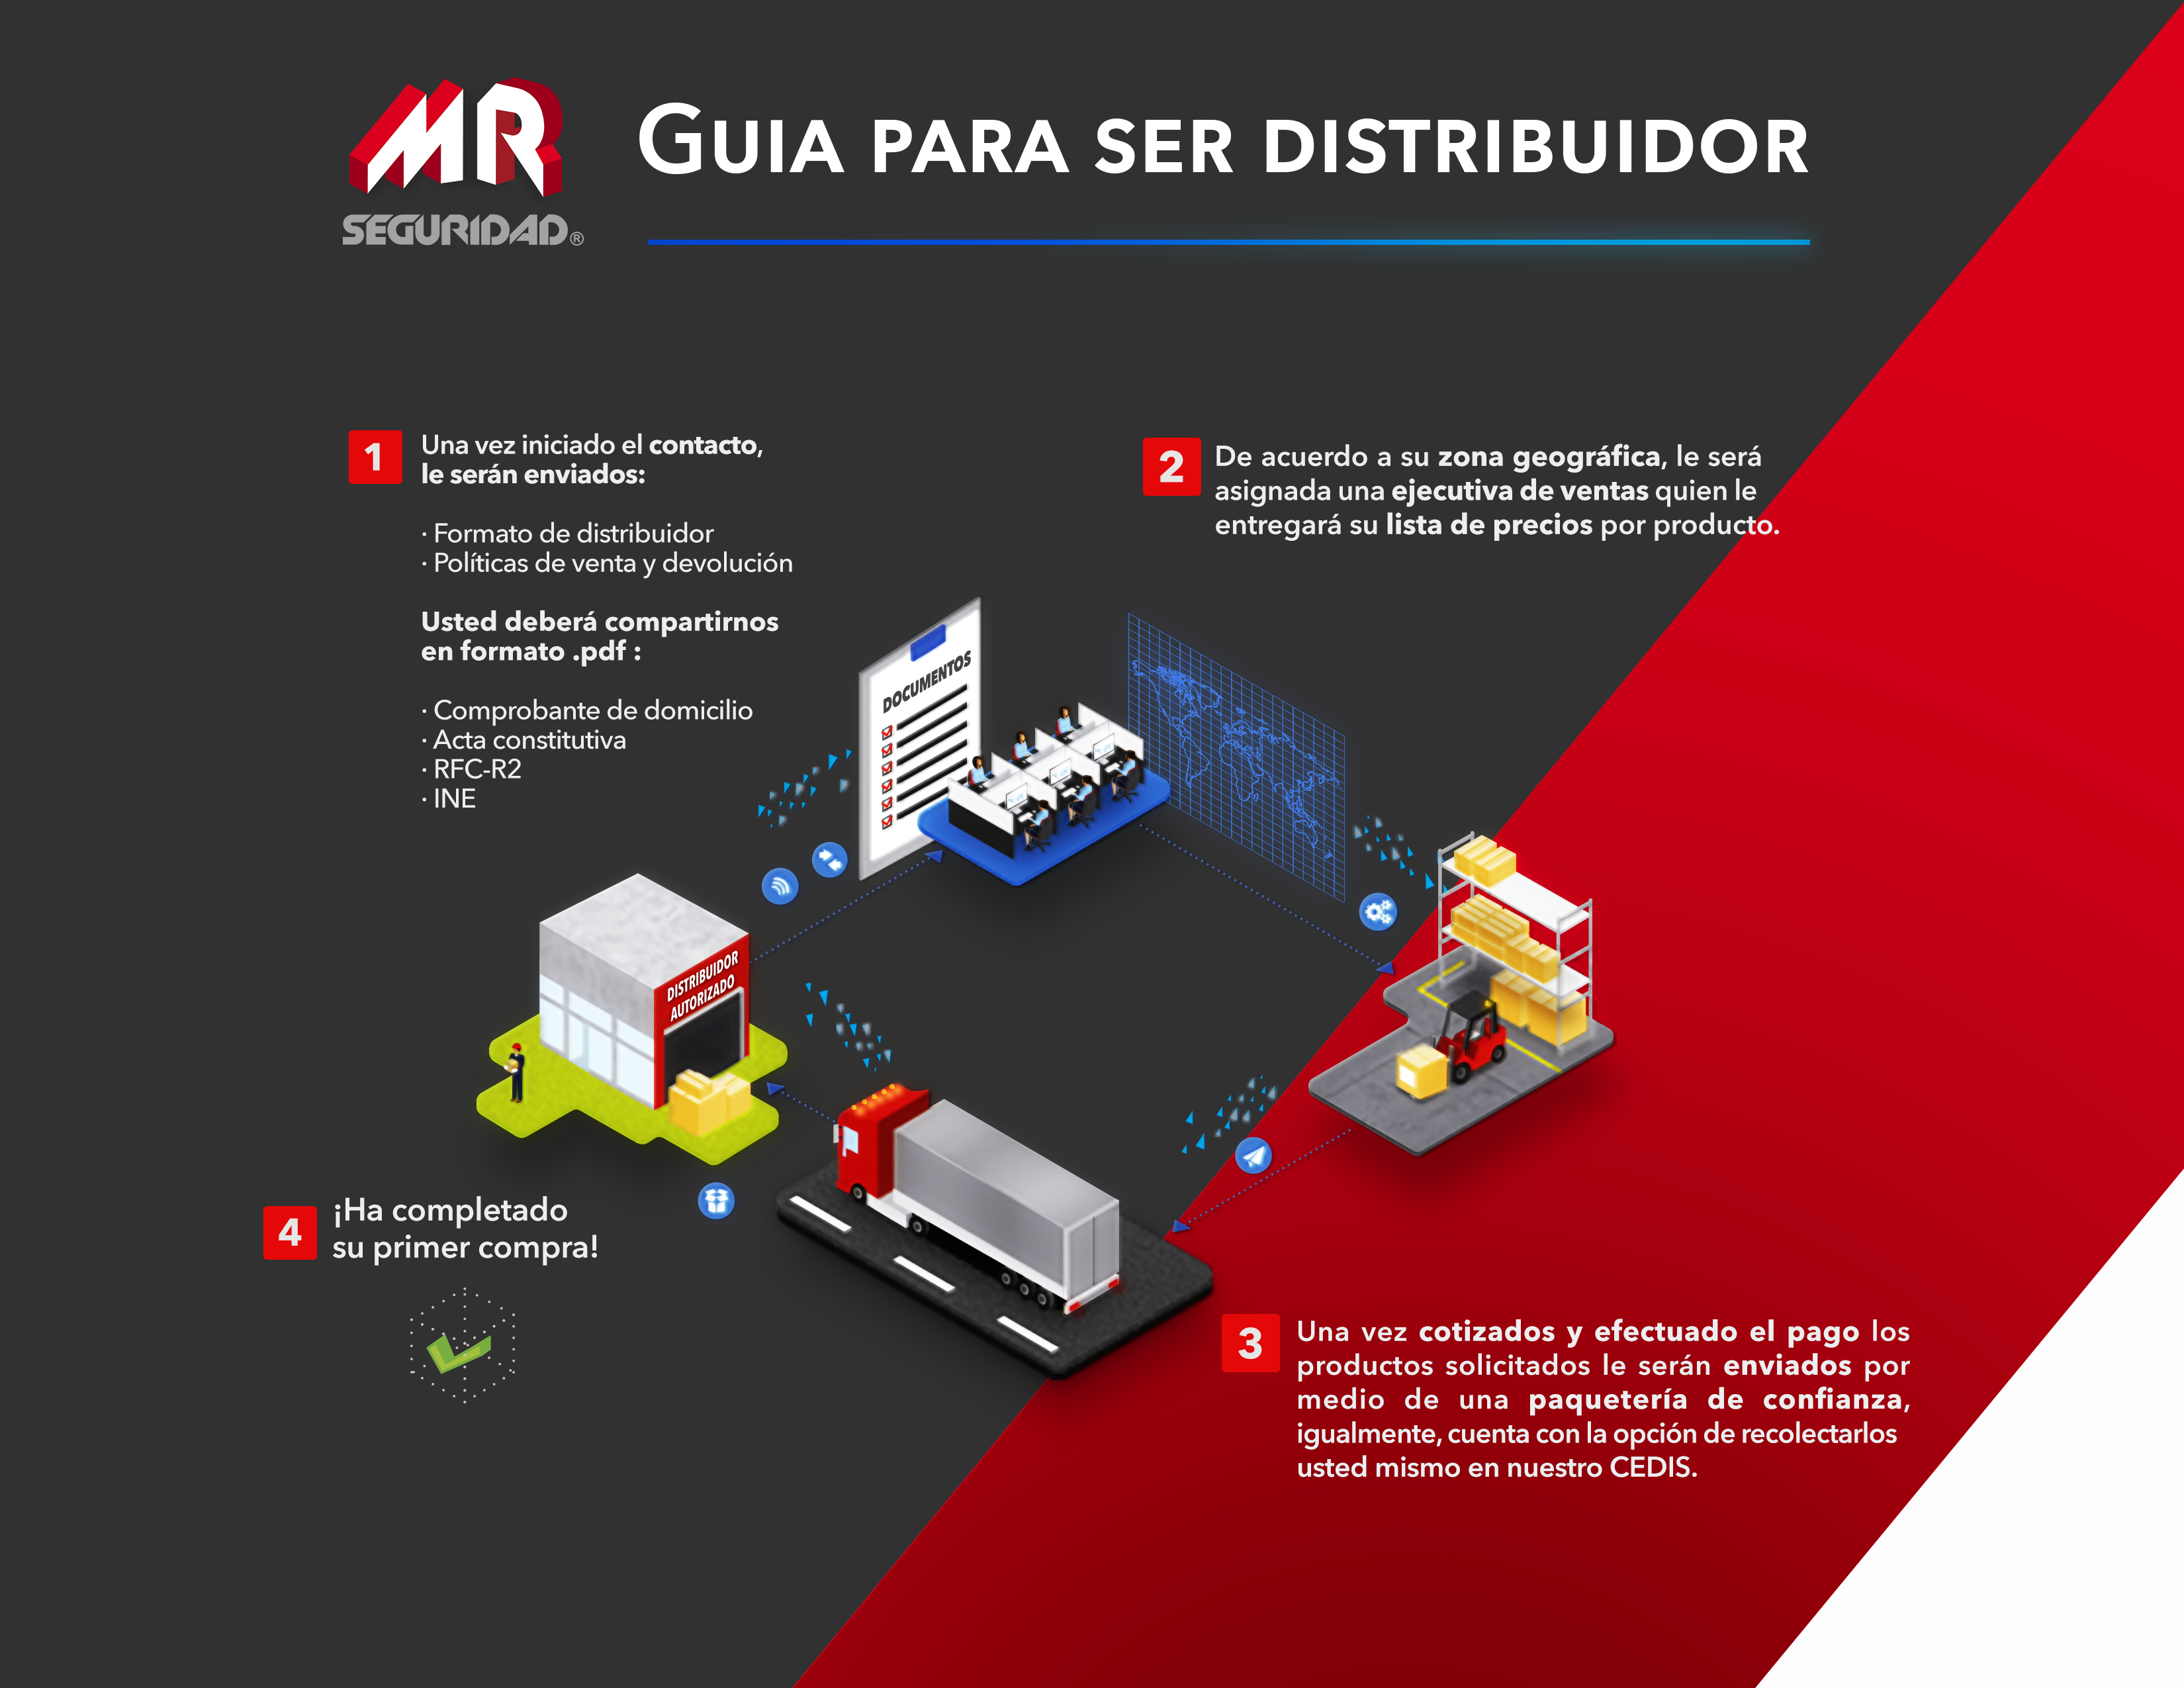 MR
SEGURIDAD®
GUIA PARA SER DISTRIBUIDOR
1
Una vez iniciado el contacto,
le serán enviados:
· Formato de distribuidor
· Políticas de venta y devolución
Usted deberá compartirnos
en formato .pdf :
· Comprobante de domicilio
· Acta constitutiva
· RFC-R2
· INE
2
De acuerdo a su zona geográfica, le será
asignada una ejecutiva de ventas quien le
entregará su lista de precios por producto.
DOCUMENTOS
DISTRIBUIDOR
AUTORIZADO
4
¡Ha completado
su primer compra!
3
Una vez cotizados y efectuado el pago los
productos solicitados le serán enviados por
medio de una paquetería de confianza,
igualmente, cuenta con la opción de recolectarlos
usted mismo en nuestro CEDIS.